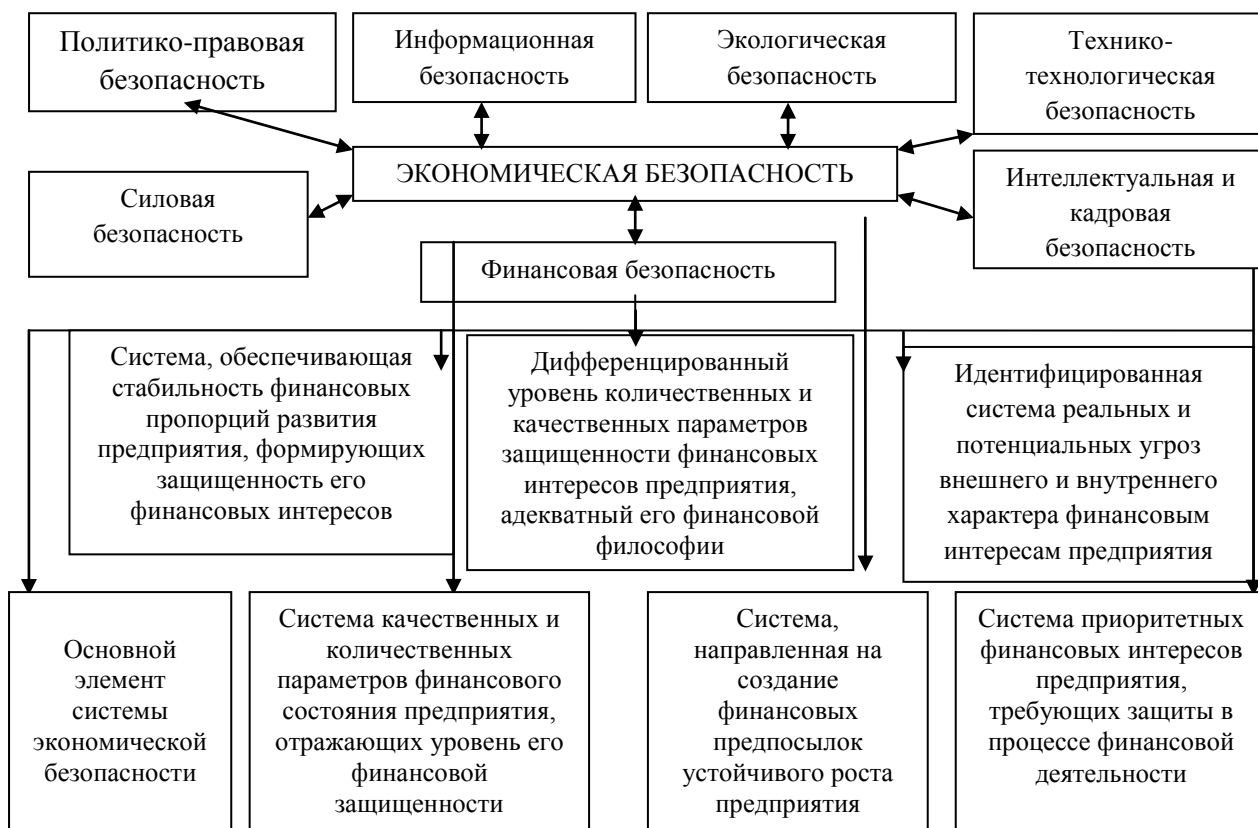 Политико-правовая
безопасность
Информационная
безопасность
Экологическая
безопасность
Технико-
технологическая
безопасность
ЭКОНОМИЧЕСКАЯ БЕЗОПАСНОСТЬ
Силовая
безопасность
Интеллектуальная и
кадровая
безопасность
Финансовая безопасность
Система, обеспечивающая
стабильность финансовых
пропорций развития
предприятия, формирующих
защищенность его
финансовых интересов
Дифференцированный
уровень количественных и
качественных параметров
защищенности финансовых
интересов предприятия,
адекватный его финансовой
философии
Идентифицированная
система реальных и
потенциальных угроз
внешнего и внутреннего
характера финансовым
интересам предприятия
Основной
элемент
системы
экономической
безопасности
Система качественных и
количественных
параметров финансового
состояния предприятия,
отражающих уровень его
финансовой
защищенности
Система,
направленная на
создание
финансовых
предпосылок
устойчивого роста
предприятия
Система приоритетных
финансовых интересов
предприятия,
требующих защиты в
процессе финансовой
деятельности